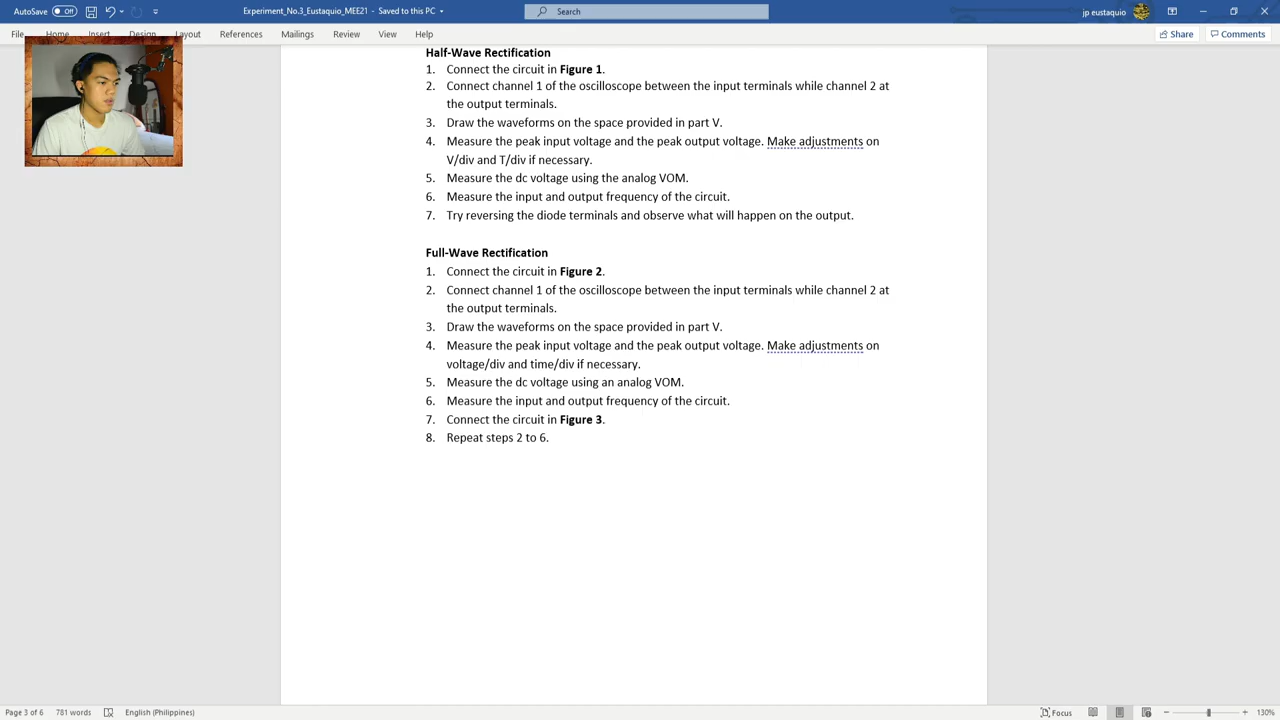 AutoSave Off Experiment_No.3_Eustaquio_MEE21 - Saved to this PC Search jp eustaquio
File Home Insert Design Layout References Mailings Review View Help Share Comments
Half-Wave Rectification
1. Connect the circuit in Figure 1.
2. Connect channel 1 of the oscilloscope between the input terminals while channel 2 at
the output terminals.
3. Draw the waveforms on the space provided in part V.
4. Measure the peak input voltage and the peak output voltage. Make adjustments on
V/div and T/div if necessary.
5. Measure the dc voltage using the analog VOM.
6. Measure the input and output frequency of the circuit.
7. Try reversing the diode terminals and observe what will happen on the output.
Full-Wave Rectification
1. Connect the circuit in Figure 2.
2. Connect channel 1 of the oscilloscope between the input terminals while channel 2 at
the output terminals.
3. Draw the waveforms on the space provided in part V.
4. Measure the peak input voltage and the peak output voltage. Make adjustments on
voltage/div and time/div if necessary.
5. Measure the dc voltage using an analog VOM.
6. Measure the input and output frequency of the circuit.
7. Connect the circuit in Figure 3.
8. Repeat steps 2 to 6.
Page 3 of 6 781 words English (Philippines) Focus 130%